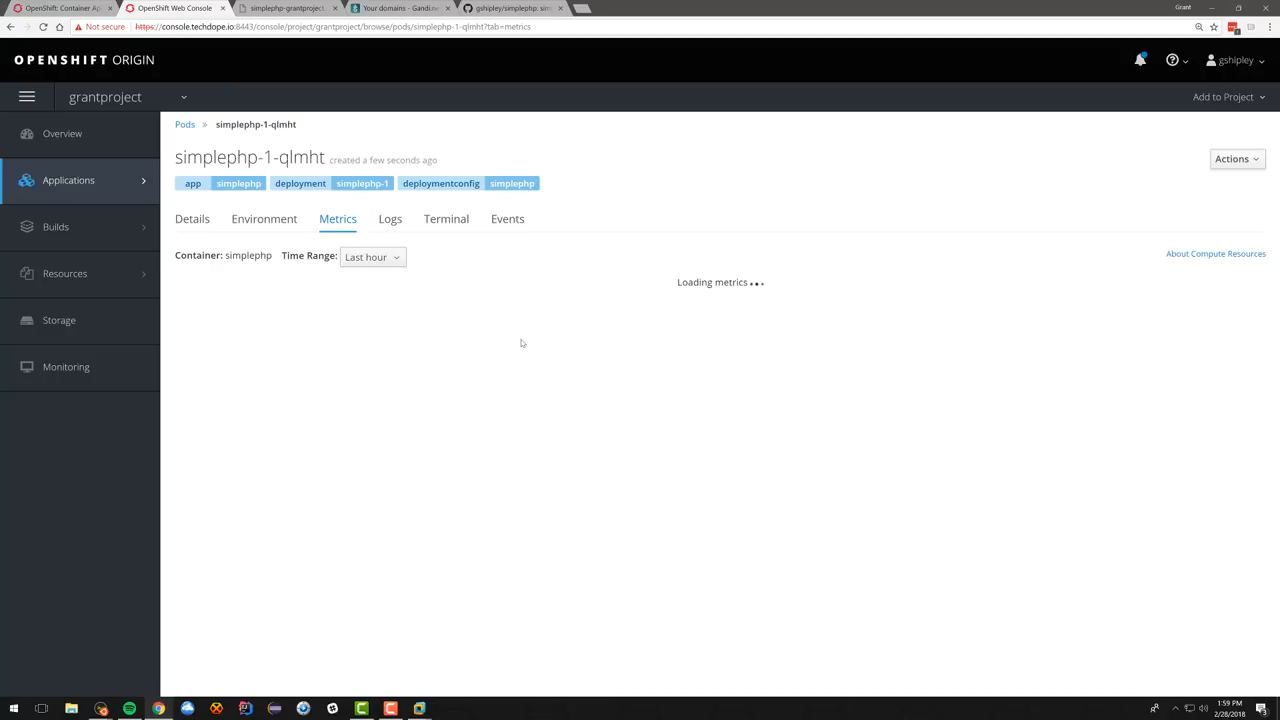 OpenShift: Container Ap
OpenShift Web Console
simplephp-grantproject.
Your domains - Gandi.ne
gshipley/simplephp: sim
Grant
Not secure
https://console.techdope.io:8443/console/project/grantproject/browse/pods/simplephp-1-qlmht?tab=metrics
OPENSHIFT ORIGIN
gshipley
grantproject
Add to Project
Overview
Applications
Builds
Resources
Storage
Monitoring
Pods » simplephp-1-qlmht
simplephp-1-qlmht created a few seconds ago
Actions
app simplephp deployment simplephp-1 deploymentconfig simplephp
Details Environment Metrics Logs Terminal Events
Container: simplephp Time Range: Last hour
About Compute Resources
Loading metrics
1:59 PM
2/28/2018